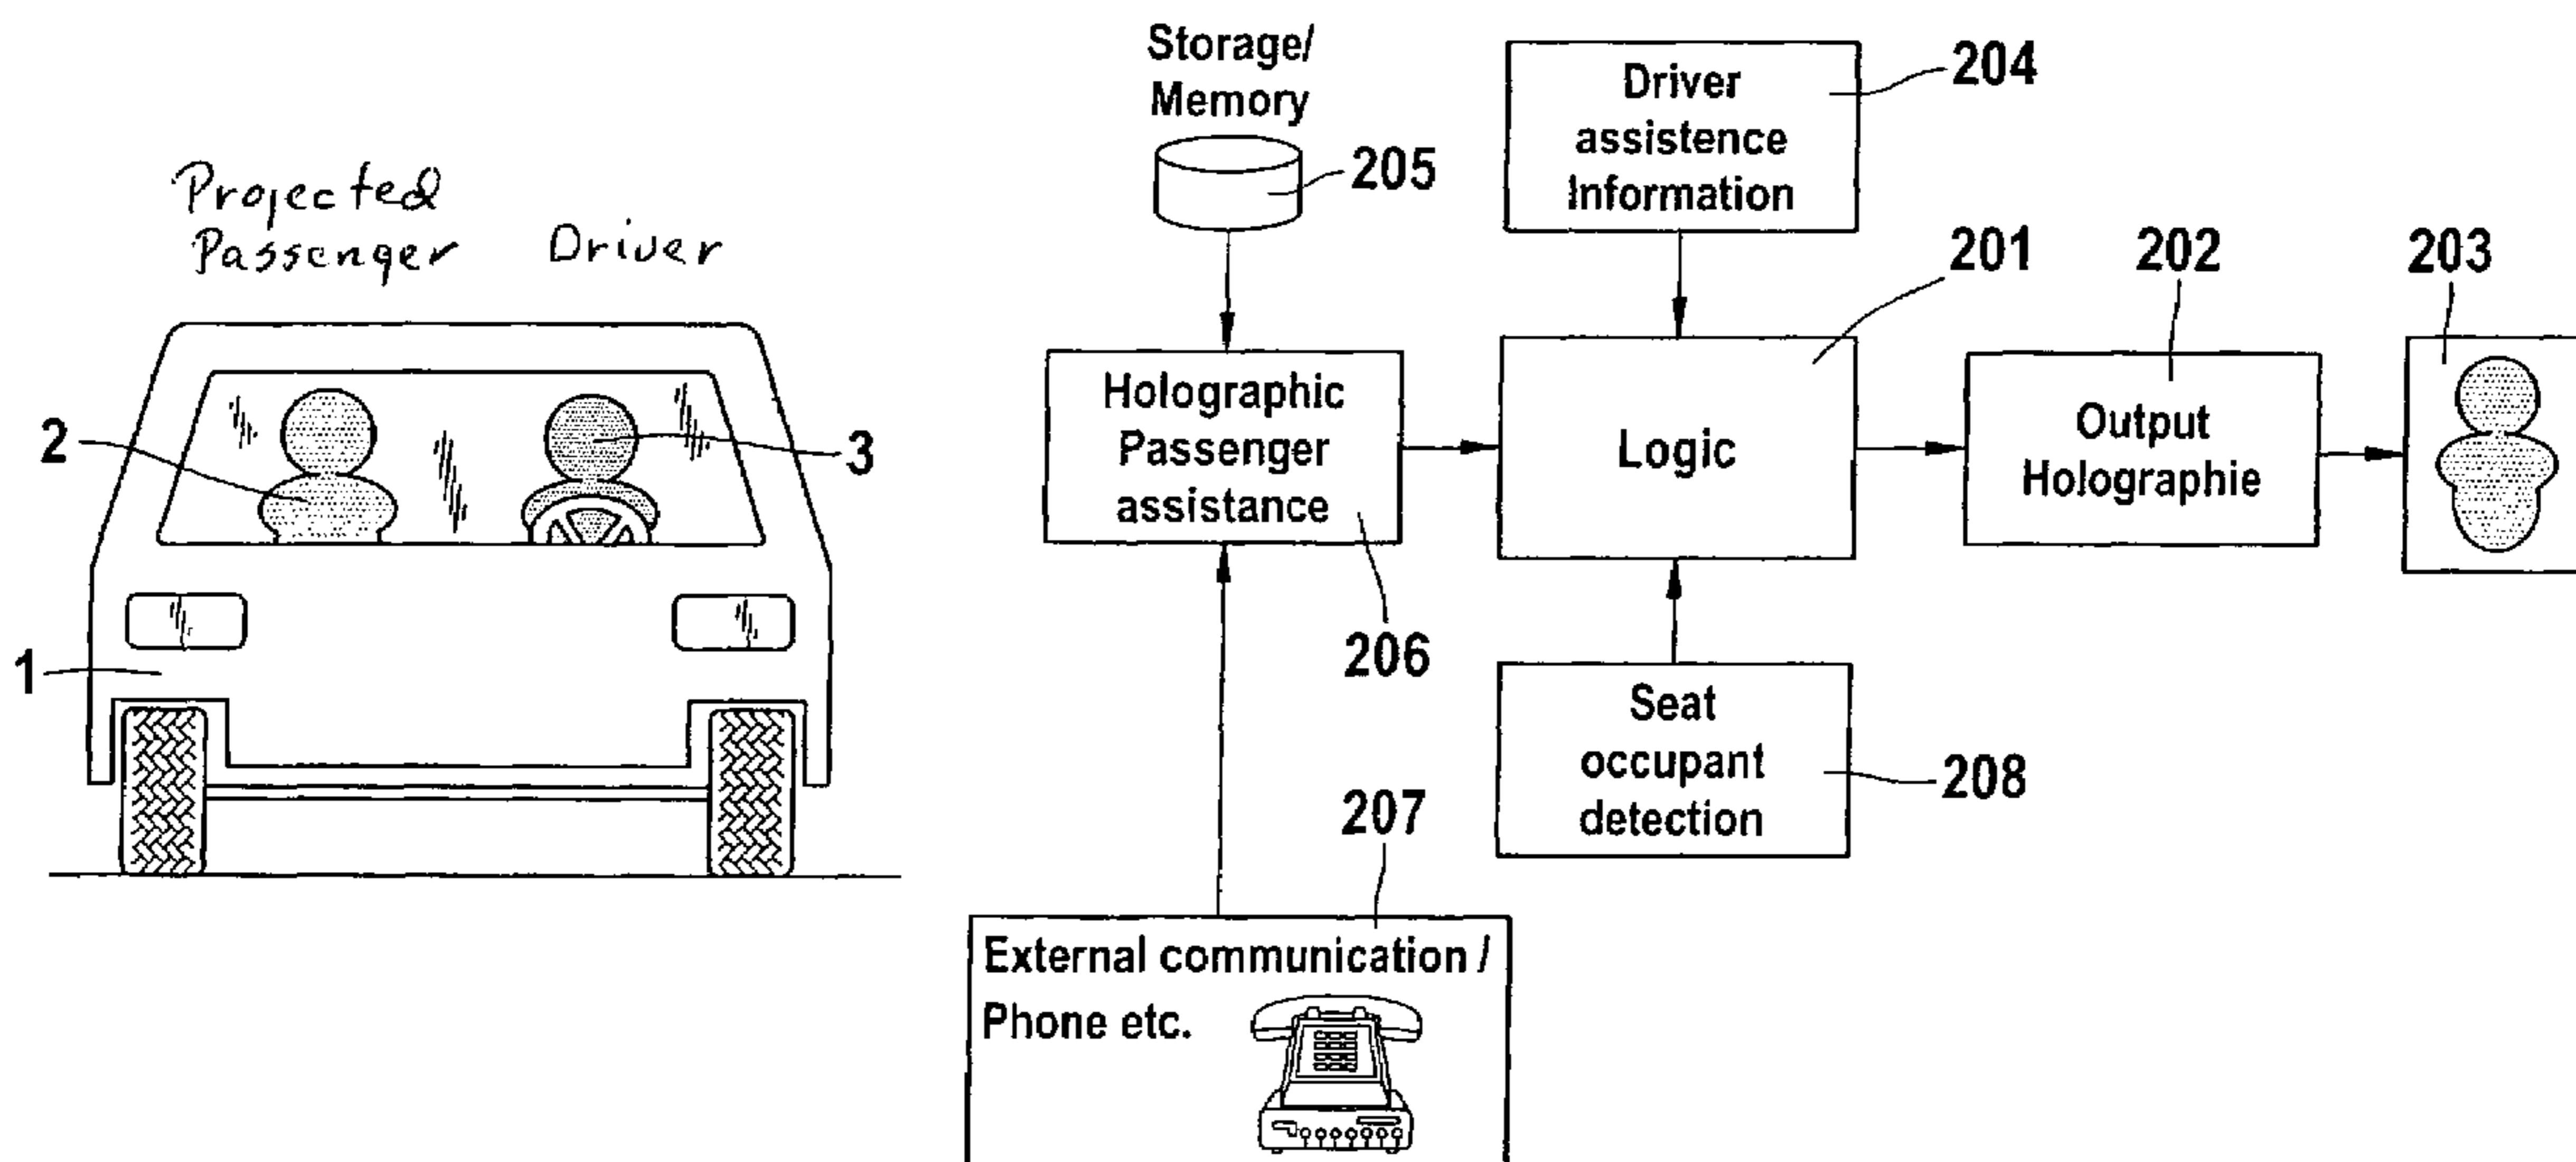 Projected
Passenger
Driver
2
3
1
Storage/
Memory
205
Driver
assistence
Information
204
201
202
203
Holographic
Passenger
assistance
206
Logic
Output
Holographie
Seat
occupant
detection
208
207
External communication /
Phone etc.